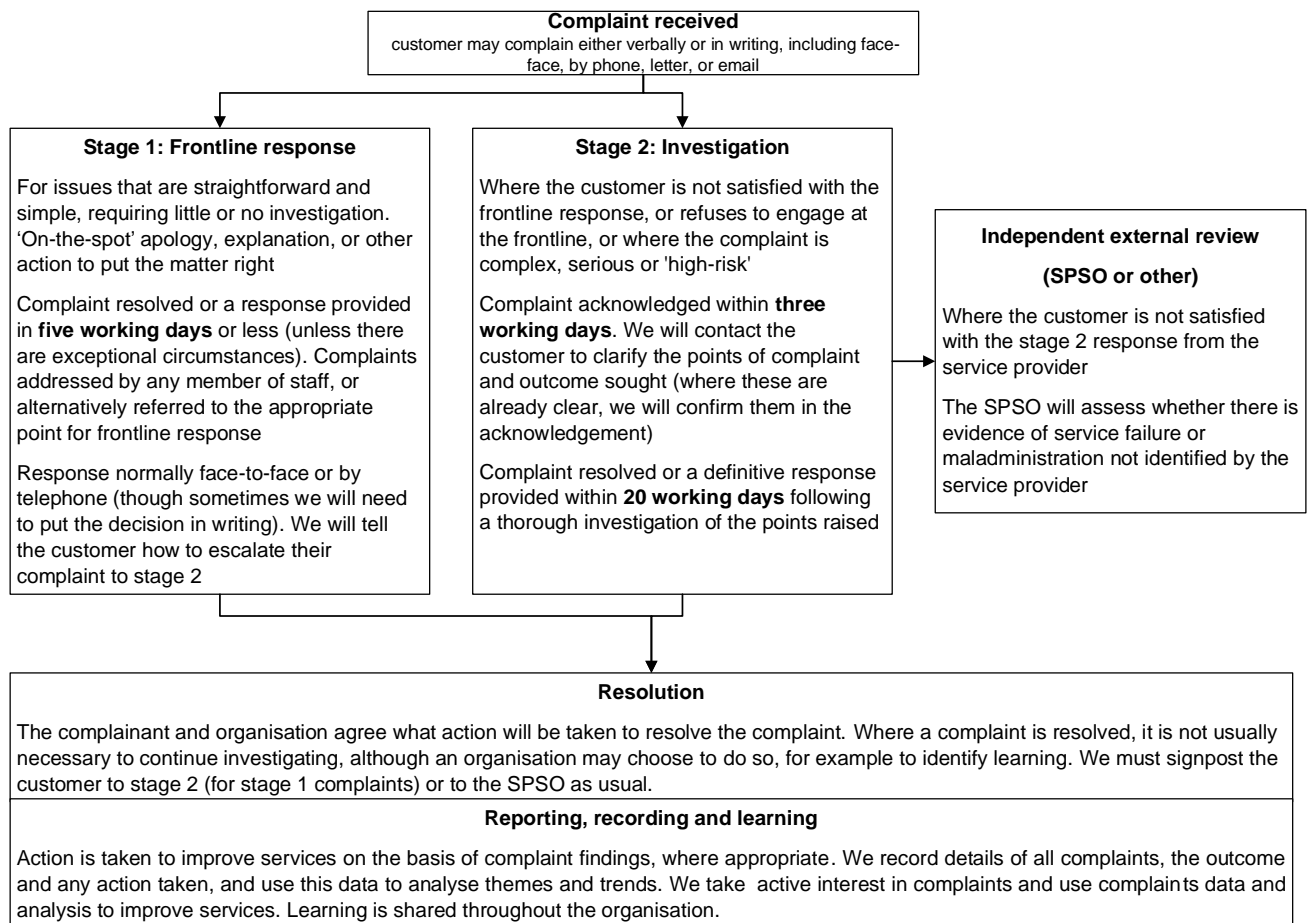 Complaint received
customer may complain either verbally or in writing, including face-
face, by phone, letter, or email
Stage 1: Frontline response
For issues that are straightforward and
simple, requiring little or no investigation.
‘On-the-spot’ apology, explanation, or other
action to put the matter right
Complaint resolved or a response provided
in five working days or less (unless there
are exceptional circumstances). Complaints
addressed by any member of staff, or
alternatively referred to the appropriate
point for frontline response
Response normally face-to-face or by
telephone (though sometimes we will need
to put the decision in writing). We will tell
the customer how to escalate their
complaint to stage 2
Stage 2: Investigation
Where the customer is not satisfied with the
frontline response, or refuses to engage at
the frontline, or where the complaint is
complex, serious or 'high-risk'
Complaint acknowledged within three
working days. We will contact the
customer to clarify the points of complaint
and outcome sought (where these are
already clear, we will confirm them in the
acknowledgement)
Complaint resolved or a definitive response
provided within 20 working days following
a thorough investigation of the points raised
Independent external review
(SPSO or other)
Where the customer is not satisfied
with the stage 2 response from the
service provider
The SPSO will assess whether there is
evidence of service failure or
maladministration not identified by the
service provider
Resolution
The complainant and organisation agree what action will be taken to resolve the complaint. Where a complaint is resolved, it is not usually
necessary to continue investigating, although an organisation may choose to do so, for example to identify learning. We must signpost the
customer to stage 2 (for stage 1 complaints) or to the SPSO as usual.
Reporting, recording and learning
Action is taken to improve services on the basis of complaint findings, where appropriate. We record details of all complaints, the outcome
and any action taken, and use this data to analyse themes and trends. We take active interest in complaints and use complaints data and
analysis to improve services. Learning is shared throughout the organisation.